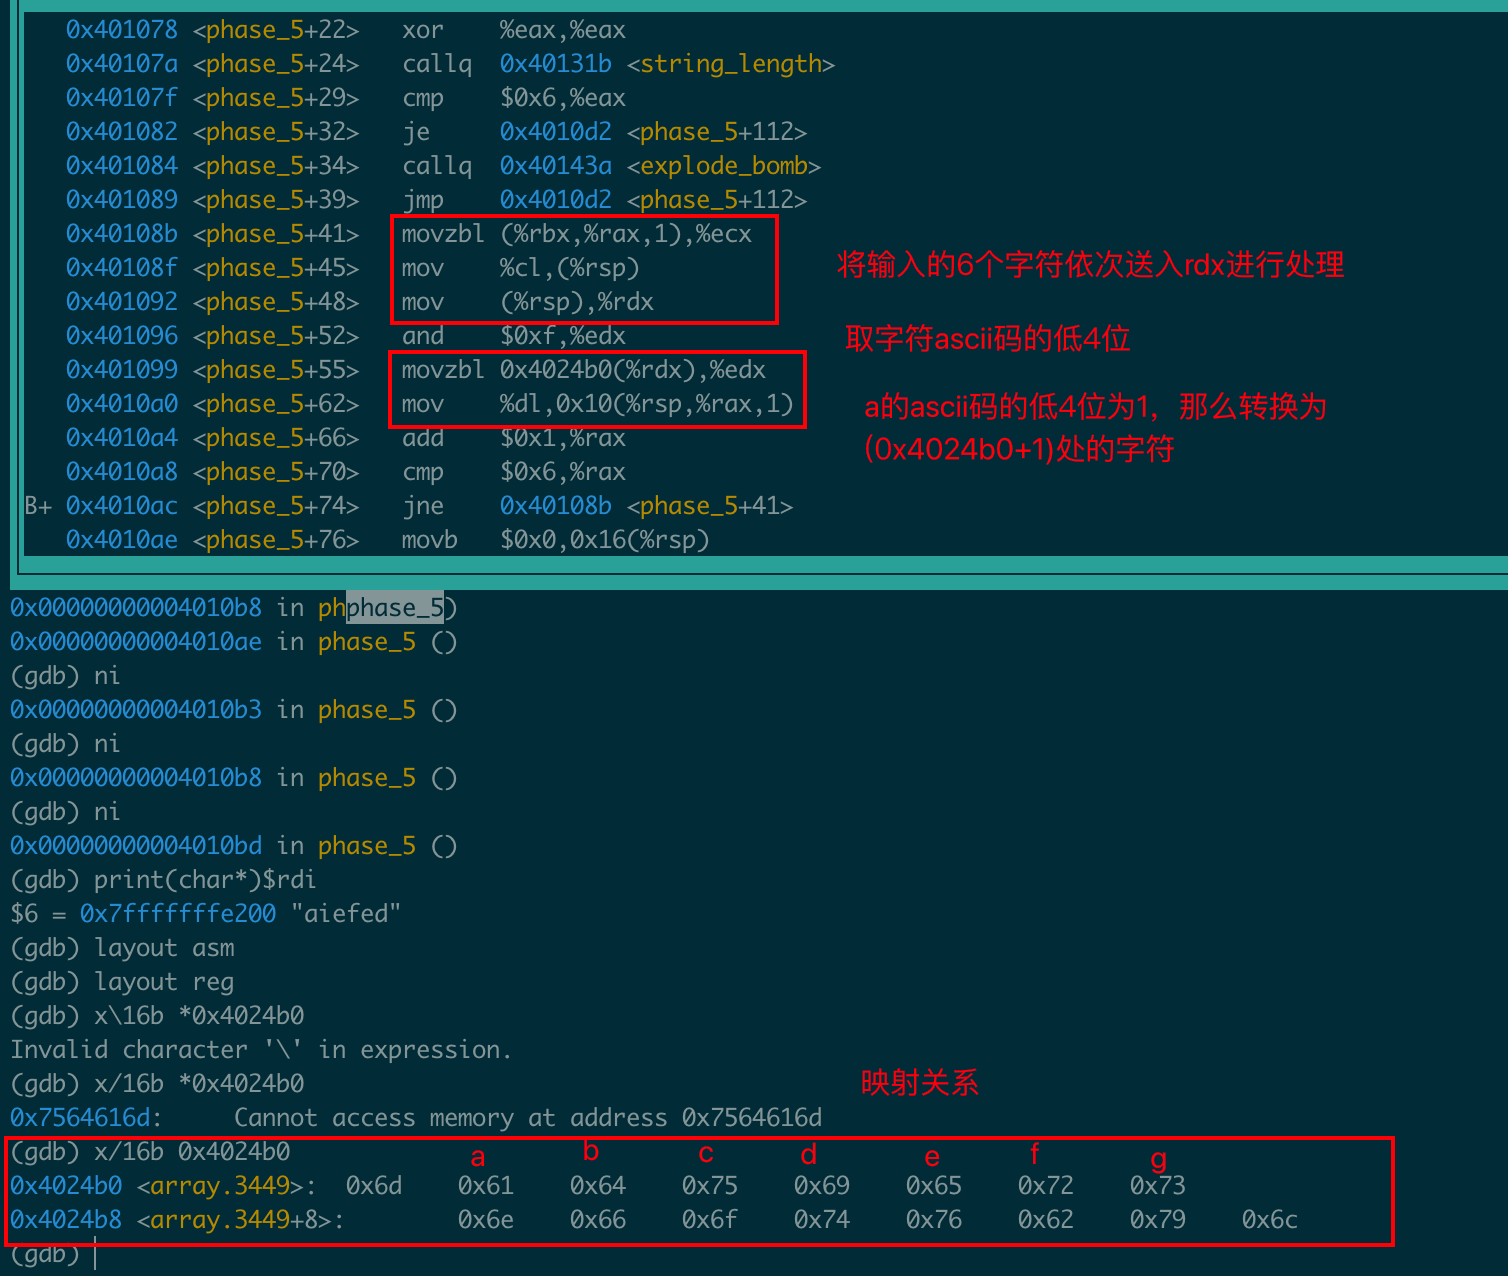 0x401078 <phase_5+22>   xor    %eax,%eax
0x40107a <phase_5+24>   callq  0x40131b <string_length>
0x40107f <phase_5+29>   cmp    $0x6,%eax
0x401082 <phase_5+32>   je     0x4010d2 <phase_5+112>
0x401084 <phase_5+34>   callq  0x40143a <explode_bomb>
0x401089 <phase_5+39>   jmp    0x4010d2 <phase_5+112>
0x40108b <phase_5+41>   movzbl (%rbx,%rax,1),%ecx
将输入的6个字符依次送入rdx进行处理
0x40108f <phase_5+45>   mov    %cl,(%rsp)
0x401092 <phase_5+48>   mov    (%rsp),%rdx
0x401096 <phase_5+52>   and    $0xf,%edx
取字符ascii码的低4位
0x401099 <phase_5+55>   movzbl 0x4024b0(%rdx),%edx
0x4010a0 <phase_5+62>   mov    %dl,0x10(%rsp,%rax,1)
a的ascii码的低4位为1，那么转换为
(0x4024b0+1)处的字符
0x4010a4 <phase_5+66>   add    $0x1,%rax
0x4010a8 <phase_5+70>   cmp    $0x6,%rax
B+ 0x4010ac <phase_5+74>   jne    0x40108b <phase_5+41>
0x4010ae <phase_5+76>   movb   $0x0,0x16(%rsp)
0x00000000004010b8 in phphase_5)
0x00000000004010ae in phase_5 ()
(gdb) ni
0x00000000004010b3 in phase_5 ()
(gdb) ni
0x00000000004010b8 in phase_5 ()
(gdb) ni
0x00000000004010bd in phase_5 ()
(gdb) print(char*)$rdi
$6 = 0x7fffffffe200 "aiefed"
(gdb) layout asm
(gdb) layout reg
(gdb) x\16b *0x4024b0
Invalid character '\' in expression.
(gdb) x/16b *0x4024b0
映射关系
0x7564616d:     Cannot access memory at address 0x7564616d
(gdb) x/16b 0x4024b0
a b c d e f g
0x4024b0 <array.3449>:  0x6d    0x61    0x64    0x75    0x69    0x65    0x72    0x73
0x4024b8 <array.3449+8>:        0x6e    0x66    0x6f    0x74    0x76    0x62    0x79    0x6c
(gdb)